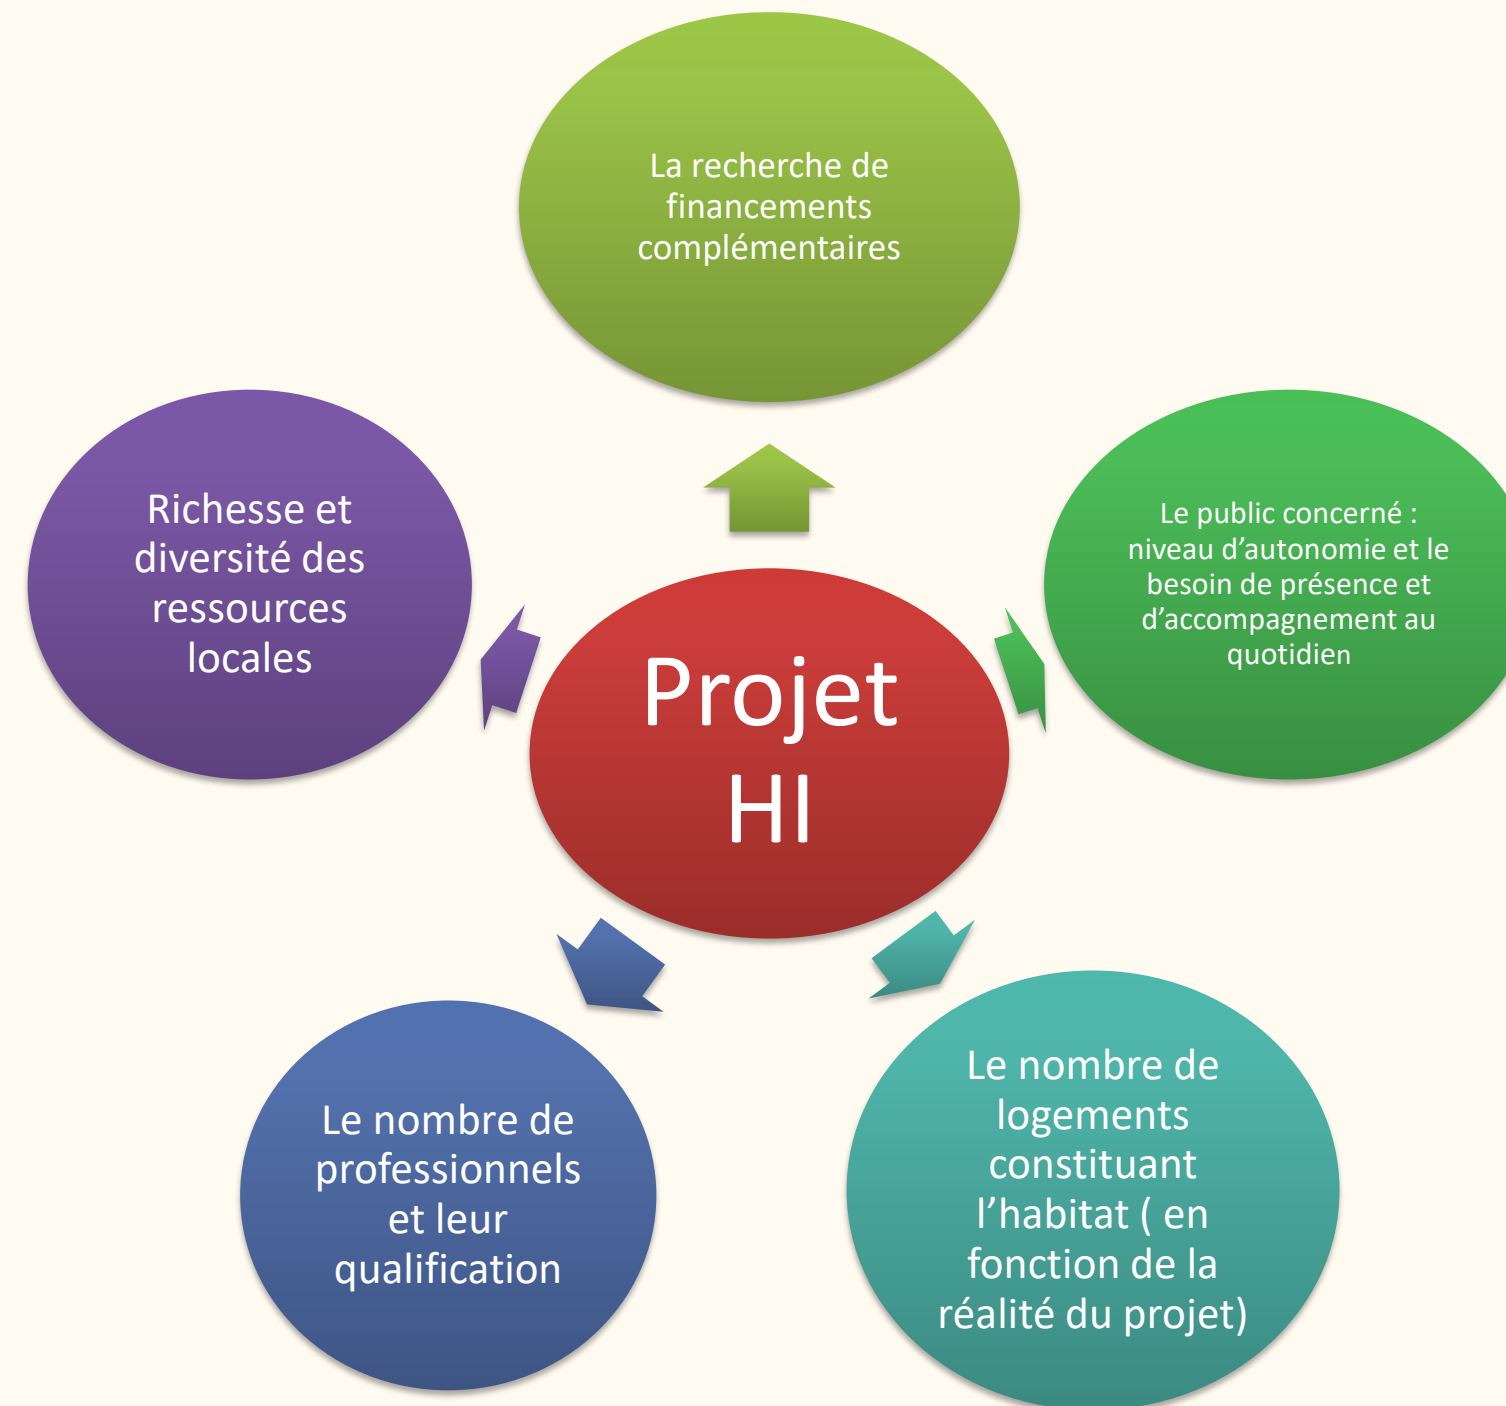 La recherche de
financements
complémentaires
Richesse et
diversité des
ressources
locales
Le public concerné :
niveau d’autonomie et le
besoin de présence et
d’accompagnement au
quotidien
Projet
HI
Le nombre de
professionnels
et leur
qualification
Le nombre de
logements
constituant
l’habitat ( en
fonction de la
réalité du projet)